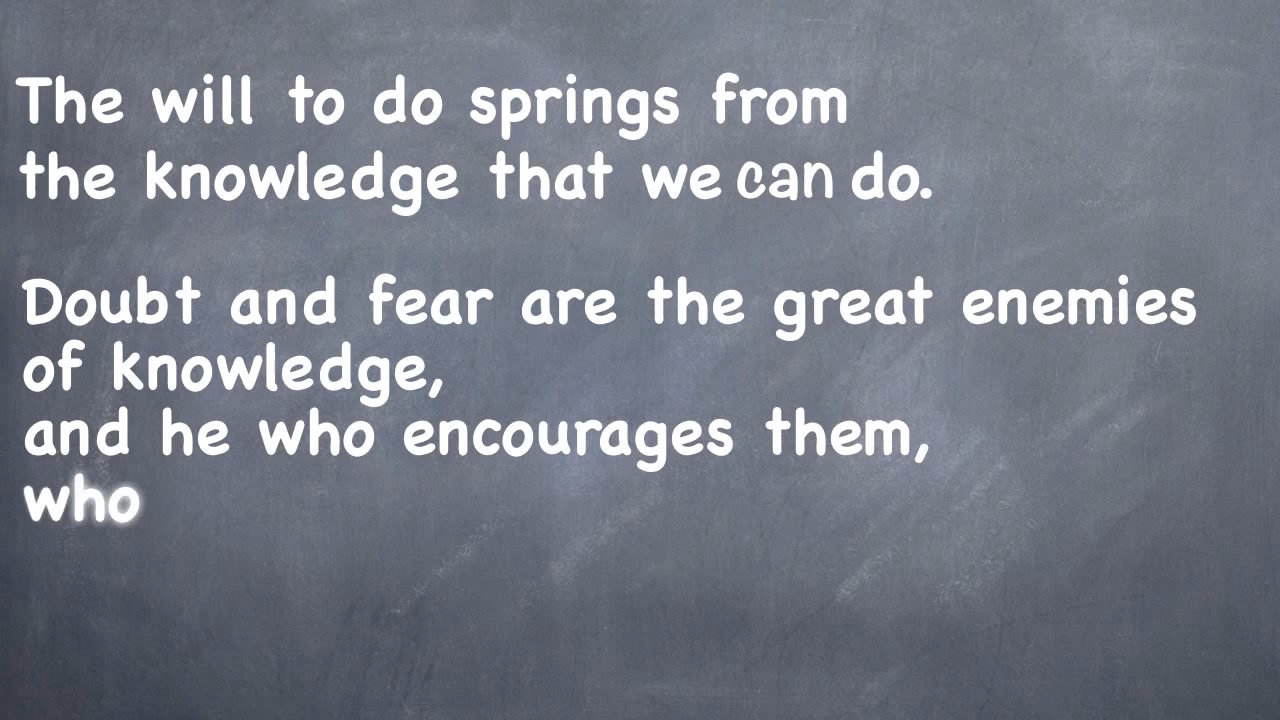 The will to do springs from
the knowledge that we can do.
Doubt and fear are the great enemies
of knowledge,
and he who encourages them,
who